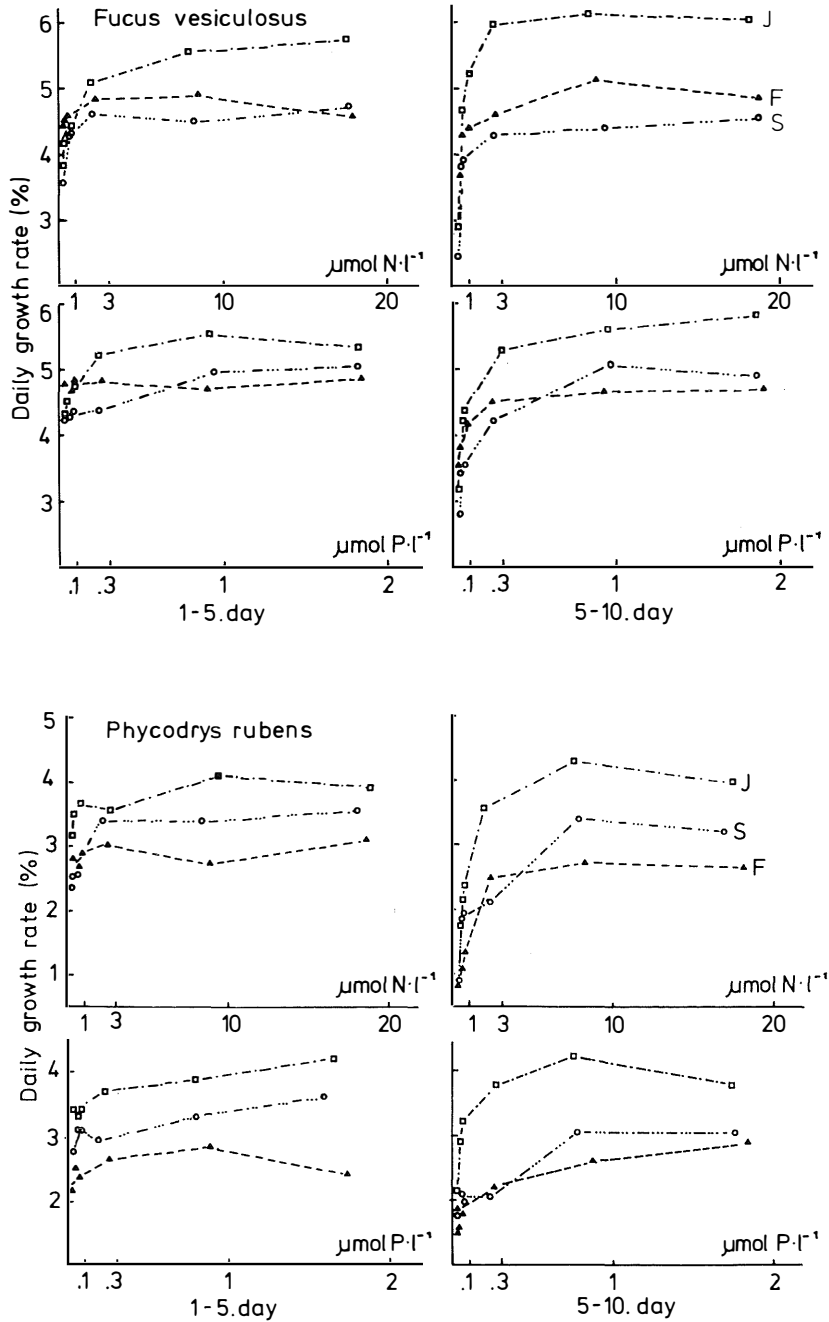 Fucus vesiculosus
6
5
4
3
Daily growth rate (%)
J
F
S
µmol N·l⁻¹
1 3 10 20
µmol N·l⁻¹
1 3 10 20
6
5
4
3
µmol P·l⁻¹
.1 .3 1 2
1-5.day
µmol P·l⁻¹
.1 .3 1 2
5-10.day
Phycodrys rubens
5
4
3
2
1
Daily growth rate (%)
J
S
F
µmol N·l⁻¹
1 3 10 20
µmol N·l⁻¹
1 3 10 20
4
3
2
µmol P·l⁻¹
.1 .3 1 2
1-5.day
µmol P·l⁻¹
.1 .3 1 2
5-10.day